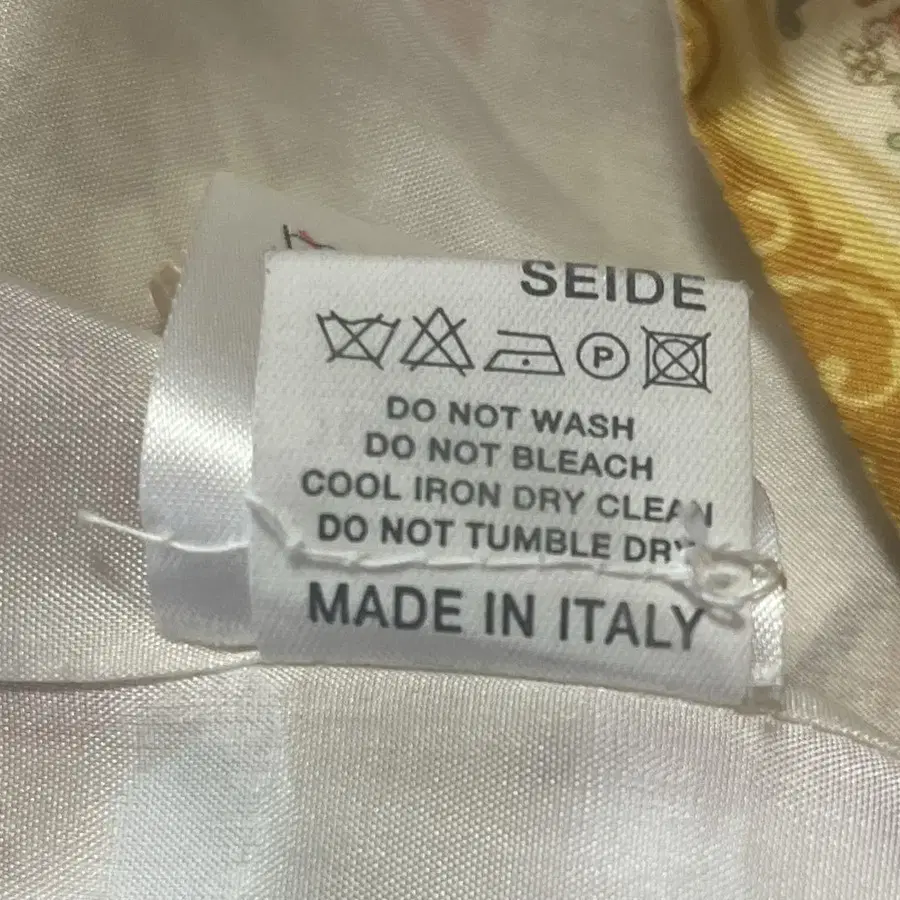 SEIDE
P
DO NOT WASH
DO NOT BLEACH
COOL IRON DRY CLEAN
DO NOT TUMBLE DRY
MADE IN ITALY